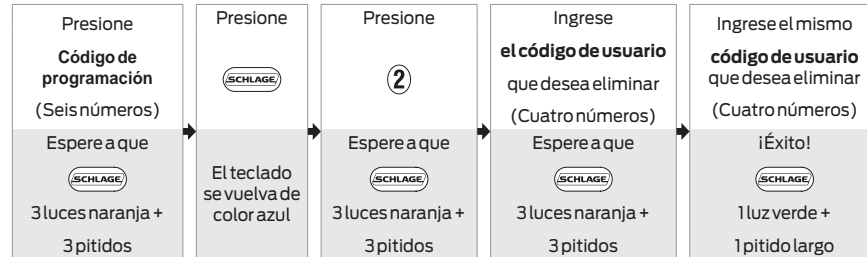 Presione
Código de
programación
(Seis números)
Espere a que
SCHLAGE
3 luces naranja +
3 pitidos
Presione
SCHLAGE
El teclado
se vuelva de
color azul
Presione
2
Espere a que
SCHLAGE
3 luces naranja +
3 pitidos
Ingrese
el código de usuario
que desea eliminar
(Cuatro números)
Espere a que
SCHLAGE
3 luces naranja +
3 pitidos
Ingrese el mismo
código de usuario
que desea eliminar
(Cuatro números)
¡Éxito!
SCHLAGE
1 luz verde +
1 pitido largo